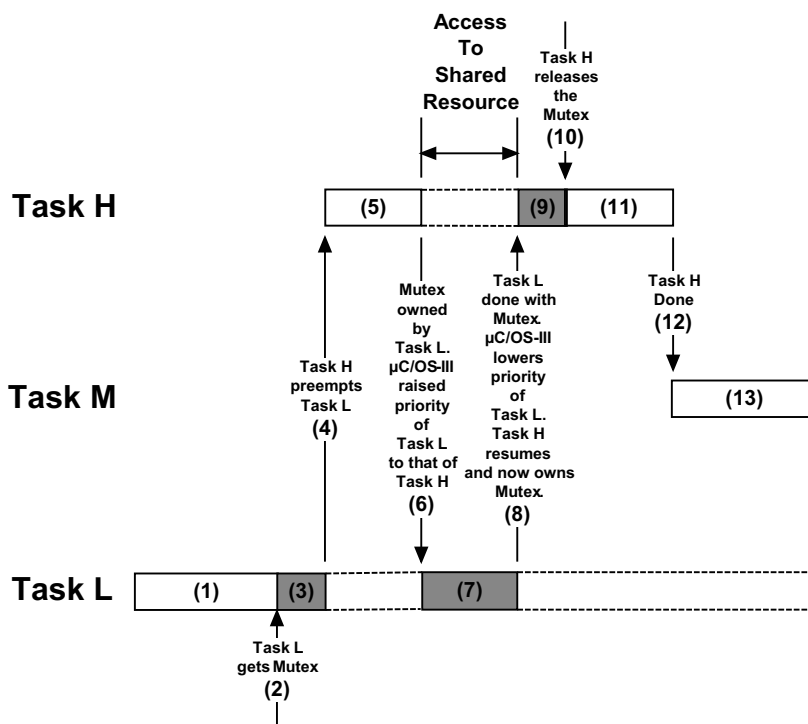 Access
To
Shared
Resource
Task H
releases
the
Mutex
(10)
Task H
(5)
(9)
(11)
Mutex
owned
by
Task L.
µC/OS-III
raised
priority
of
Task L
to that of
Task H
(6)
Task L
done with
Mutex.
µC/OS-III
lowers
priority
of
Task L.
Task H
resumes
and now owns
Mutex.
(8)
Task H
Done
(12)
Task H
preempts
Task L
(4)
Task M
(13)
Task L
(1)
(3)
(7)
Task L
gets Mutex
(2)